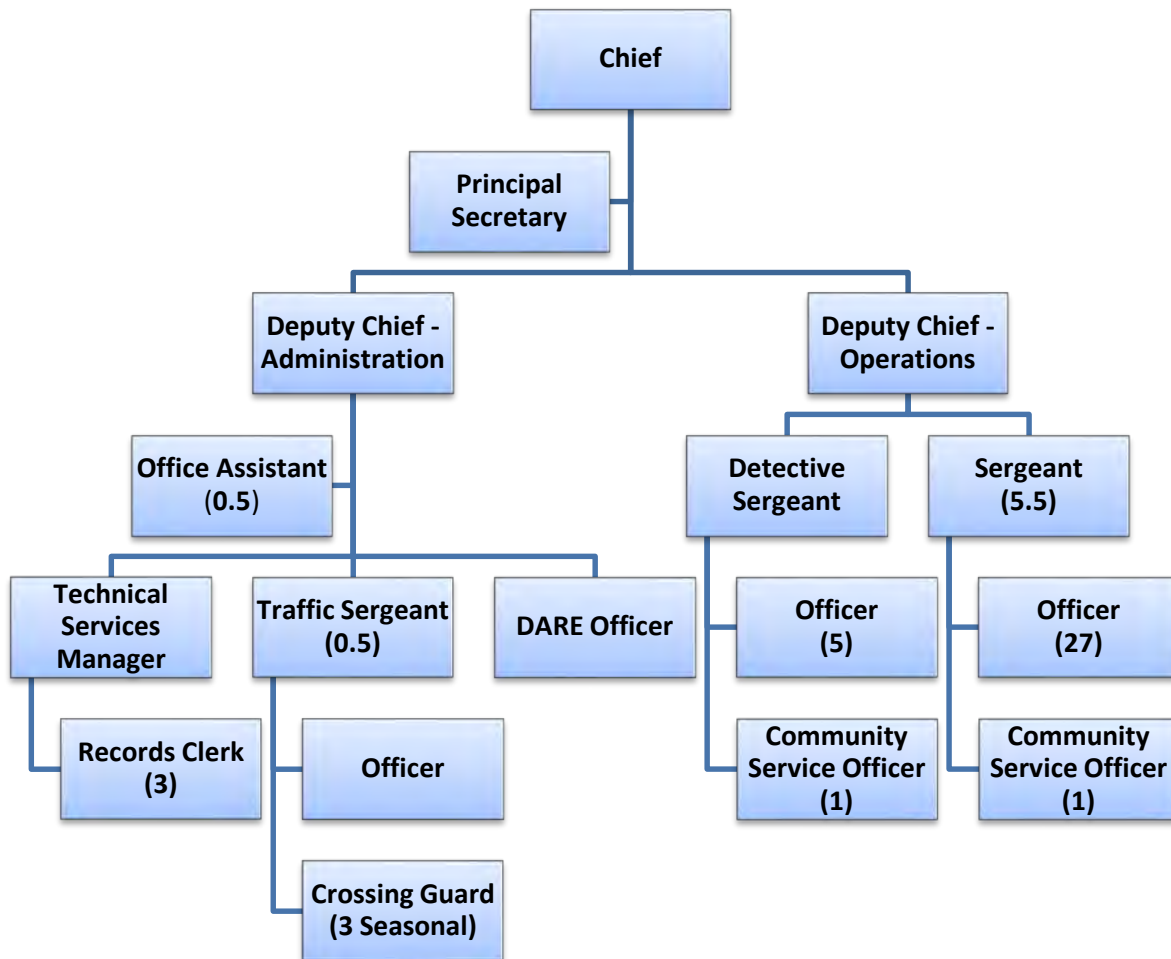 Chief
Principal
Secretary
Deputy Chief -
Administration
Deputy Chief -
Operations
Office Assistant
(0.5)
Detective
Sergeant
Sergeant
(5.5)
Technical
Services
Manager
Traffic Sergeant
(0.5)
DARE Officer
Officer
(5)
Officer
(27)
Records Clerk
(3)
Officer
Community
Service Officer
(1)
Community
Service Officer
(1)
Crossing Guard
(3 Seasonal)